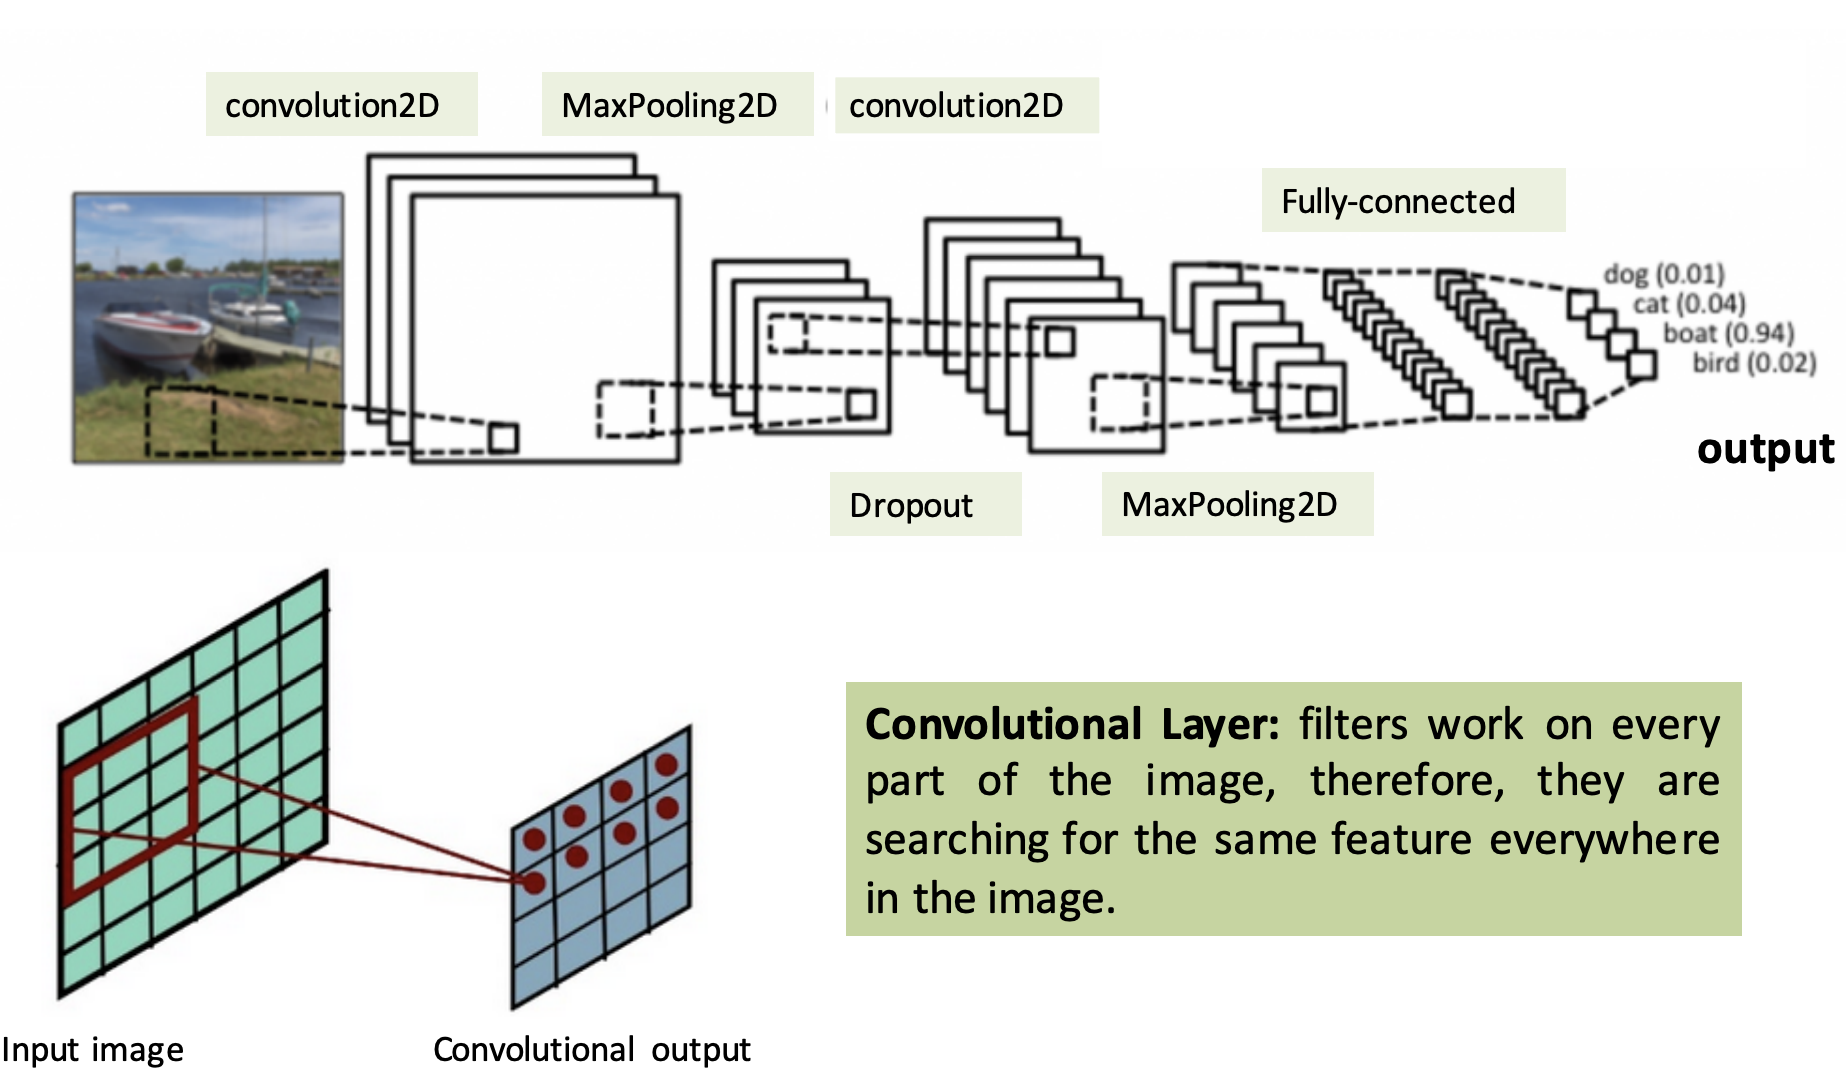 convolution2D
MaxPooling2D
convolution2D
Fully-connected
dog (0.01)
cat (0.04)
boat (0.94)
bird (0.02)
output
Dropout
MaxPooling2D
Convolutional Layer: filters work on every
part of the image, therefore, they are
searching for the same feature everywhere
in the image.
Input image
Convolutional output